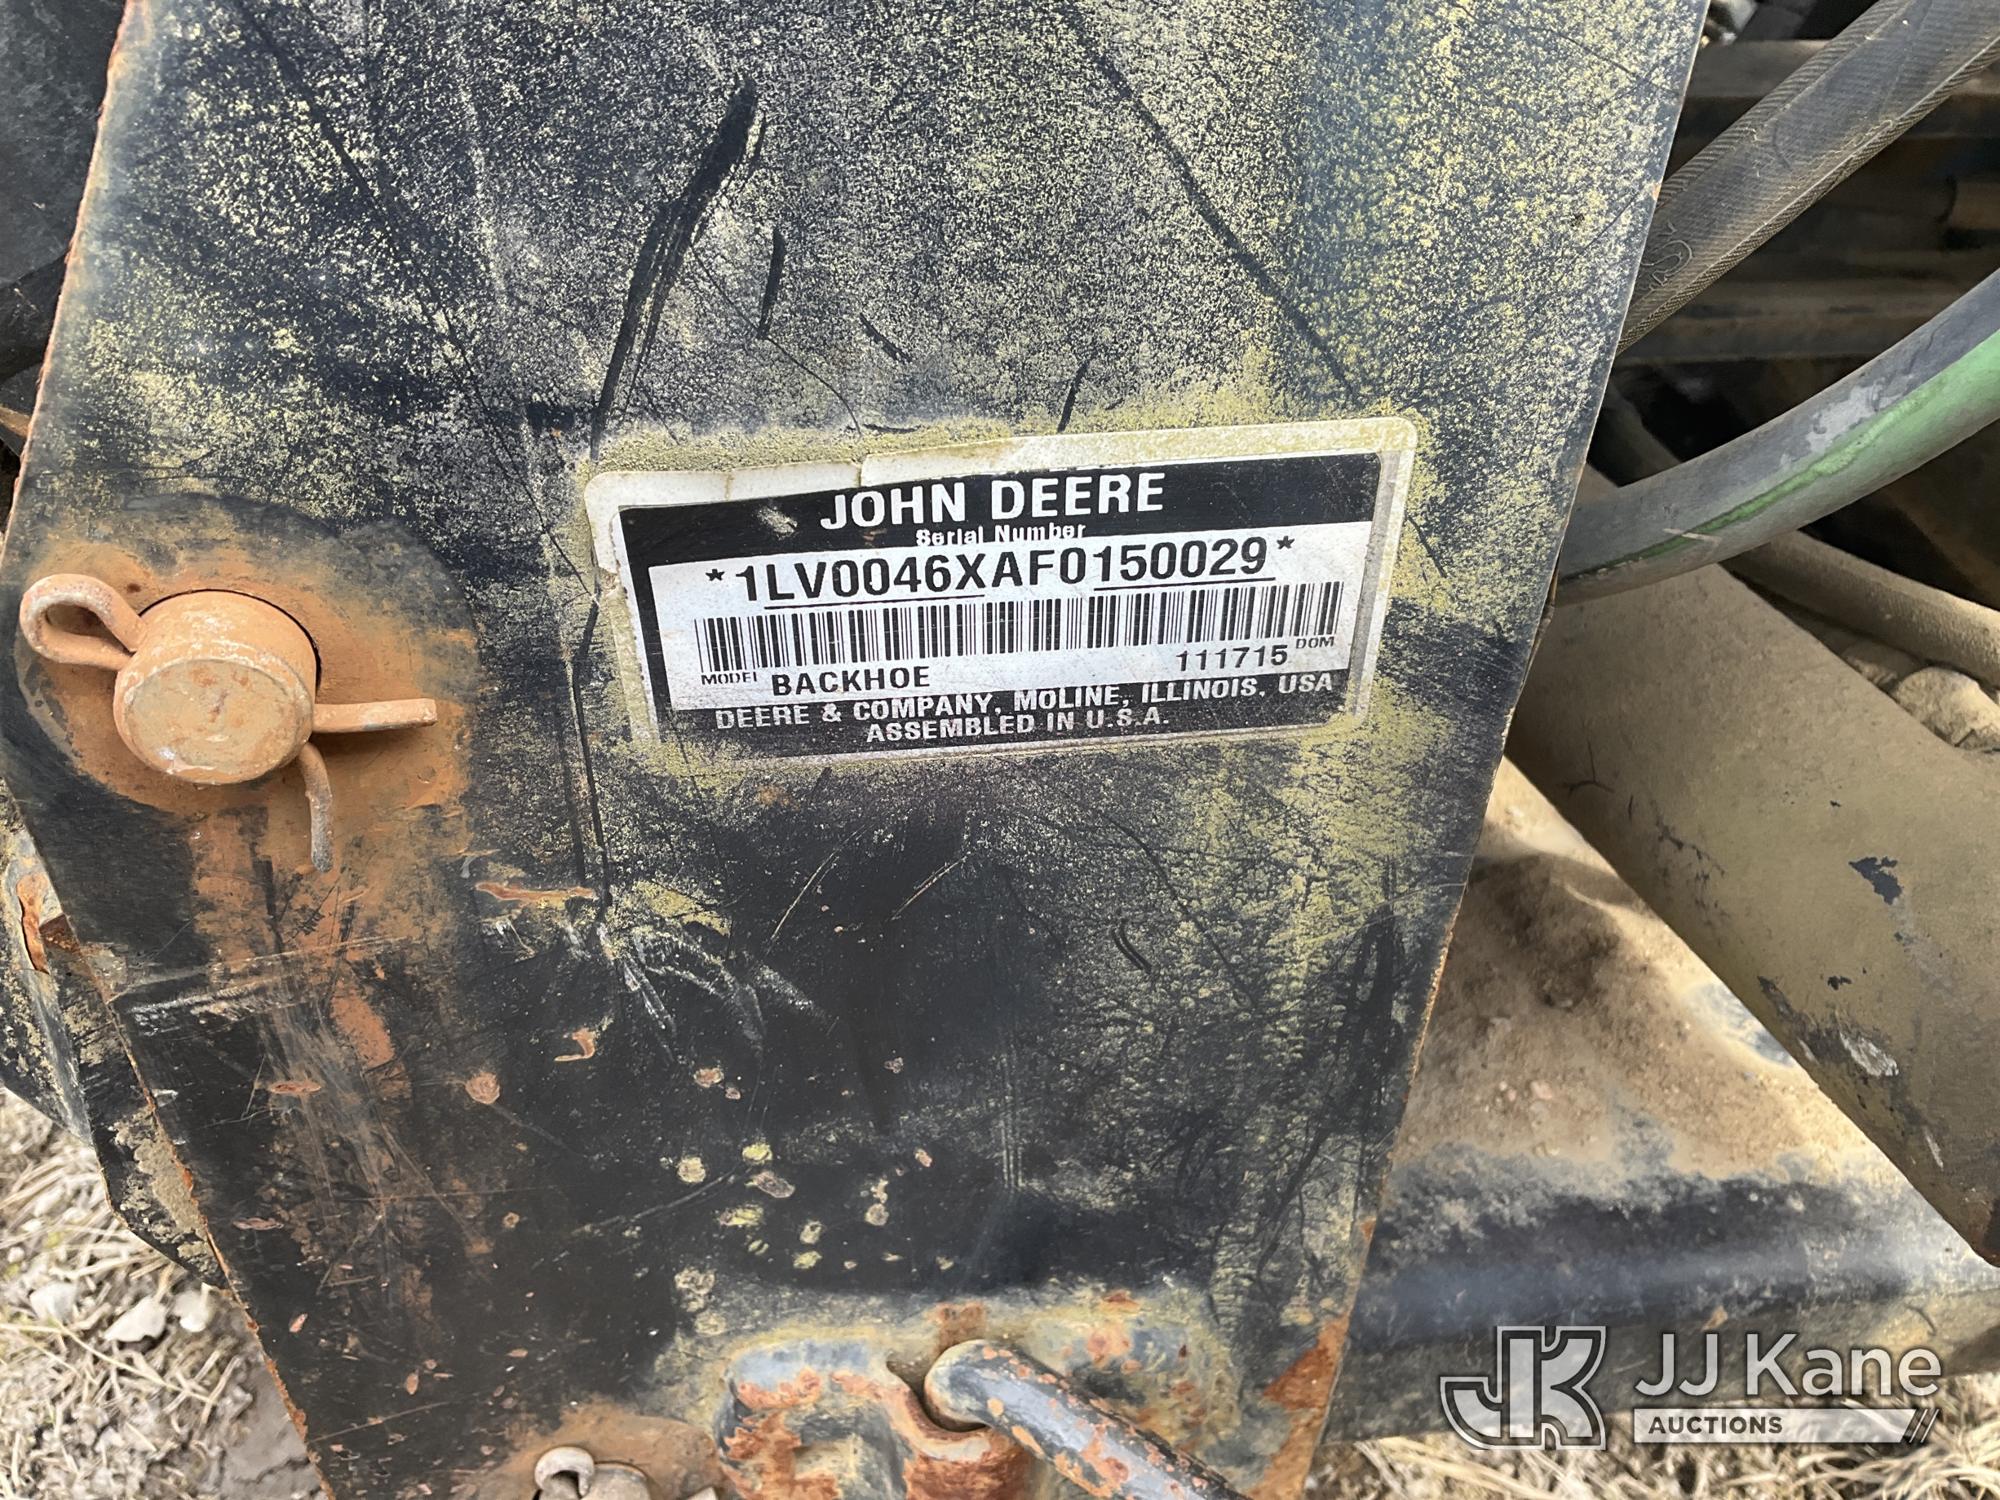 JOHN DEERE
Serial Number
*1LV0046XAF0150029*
MODEL BACKHOE 111715 DOM
DEERE & COMPANY, MOLINE, ILLINOIS, USA
ASSEMBLED IN U.S.A.
JK JJ Kane
AUCTIONS